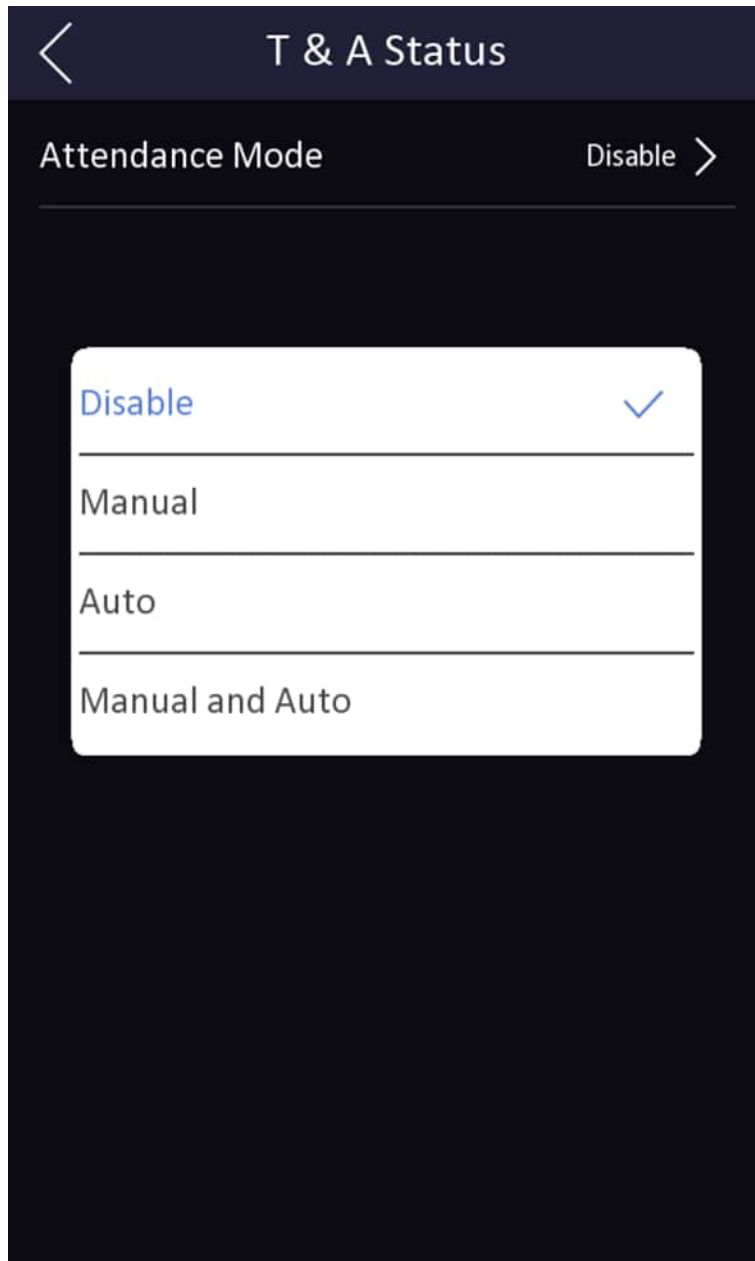 T & A Status
Attendance Mode Disable
Disable
Manual
Auto
Manual and Auto